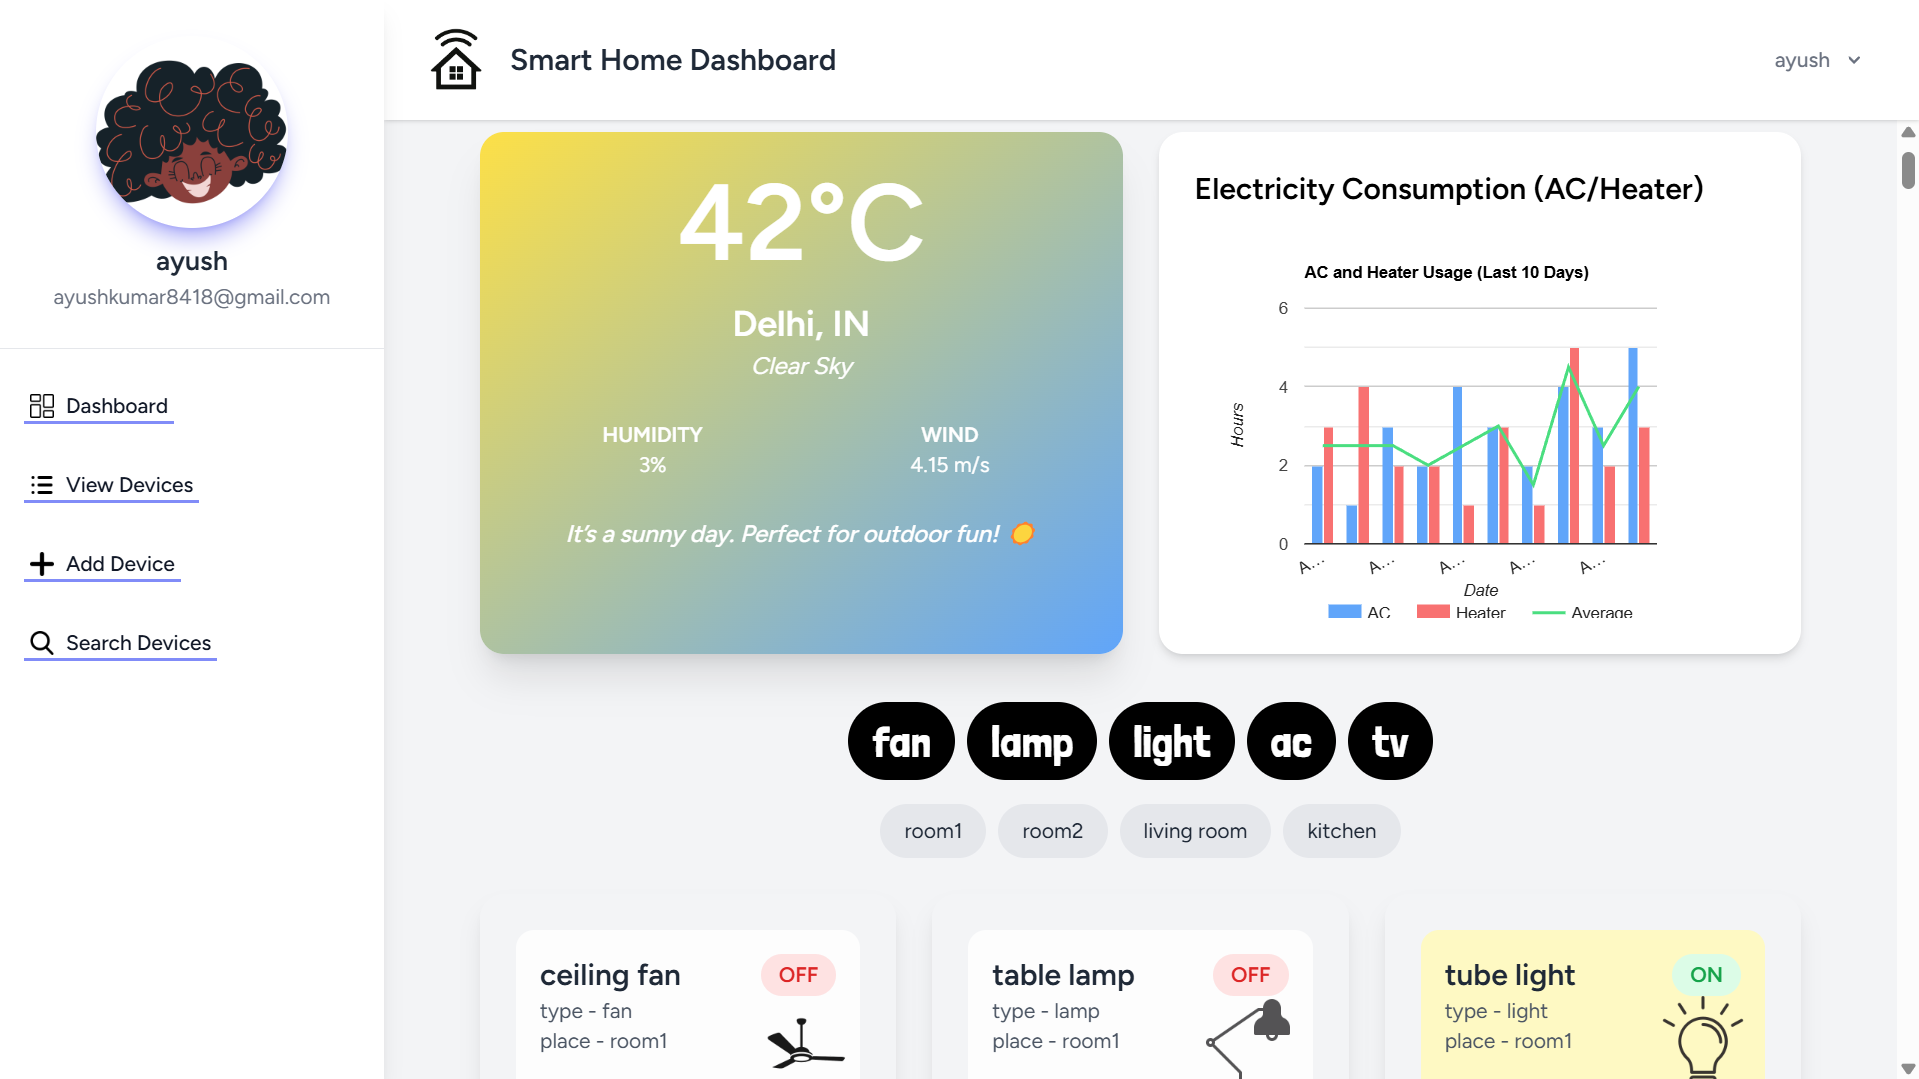 ayush
ayushkumar8418@gmail.com
Dashboard
View Devices
Add Device
Search Devices
Smart Home Dashboard
ayush
42°C
Delhi, IN
Clear Sky
HUMIDITY WIND
3% 4.15 m/s
It’s a sunny day. Perfect for outdoor fun!
Electricity Consumption (AC/Heater)
AC and Heater Usage (Last 10 Days)
6
4
2
0
Hours
A... A... A... A... A...
Date
AC Heater Average
fan lamp light ac tv
room1 room2 living room kitchen
ceiling fan OFF
type - fan
place - room1
table lamp OFF
type - lamp
place - room1
tube light ON
type - light
place - room1